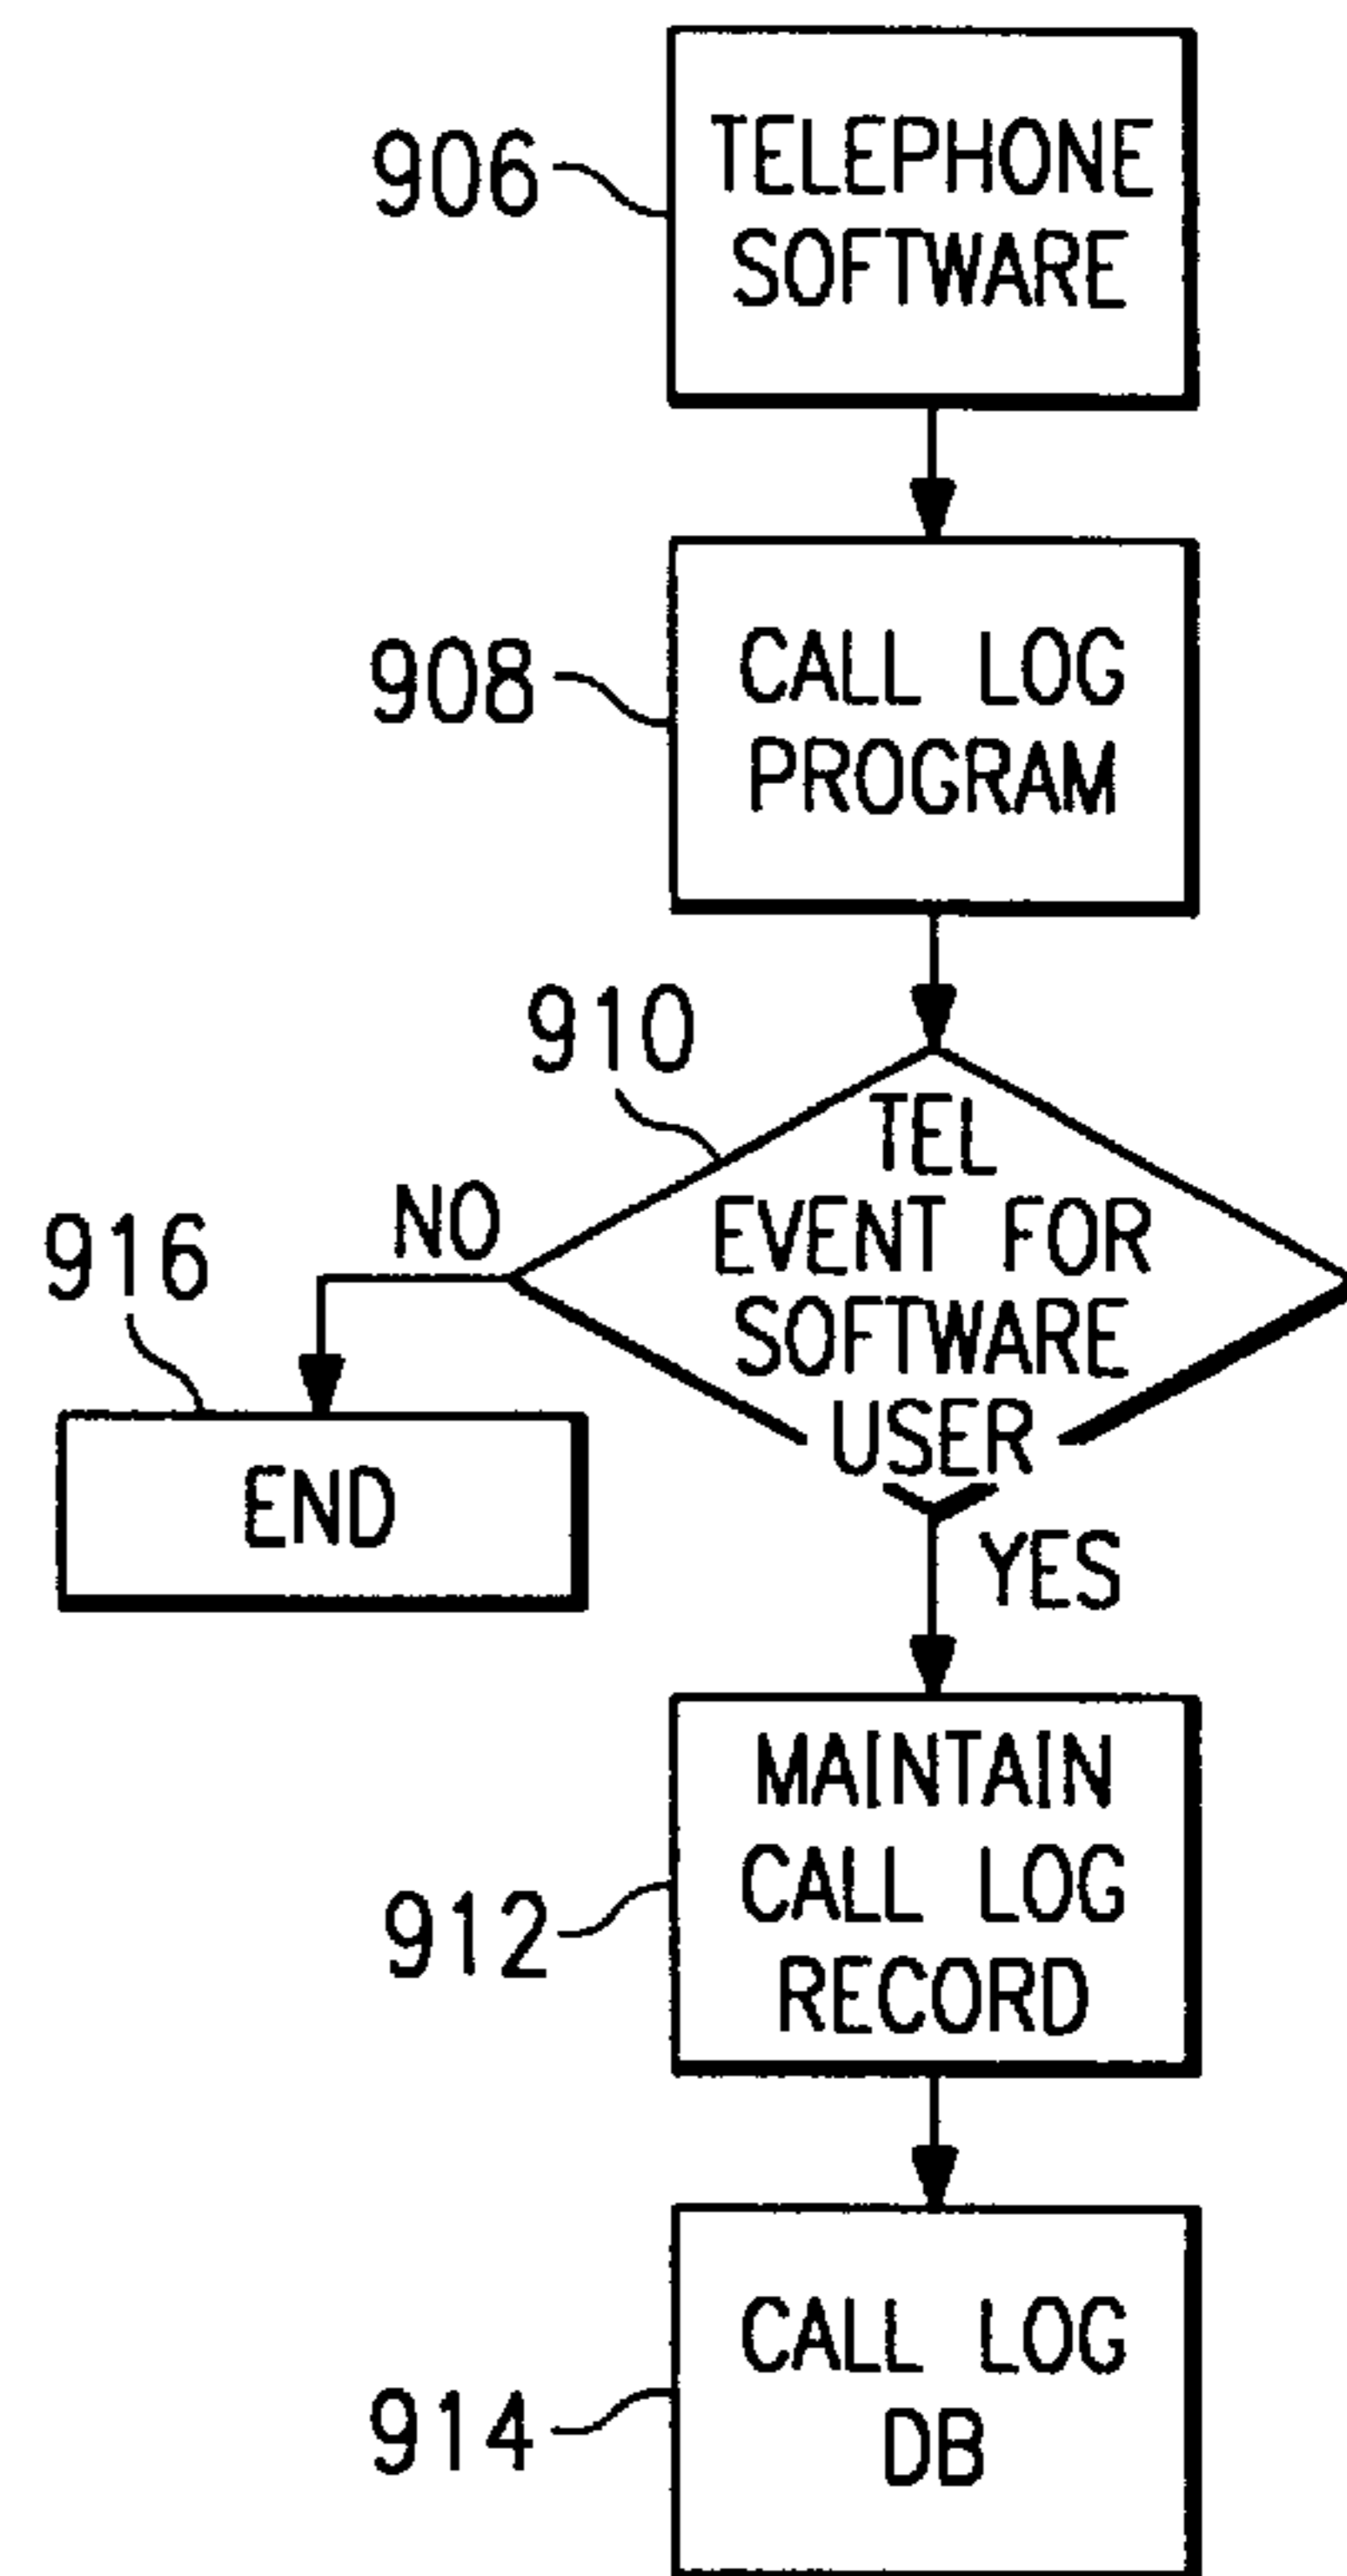 906
TELEPHONE
SOFTWARE
908
CALL LOG
PROGRAM
910
TEL
EVENT FOR
SOFTWARE
USER
NO
916
END
YES
912
MAINTAIN
CALL LOG
RECORD
914
CALL LOG
DB